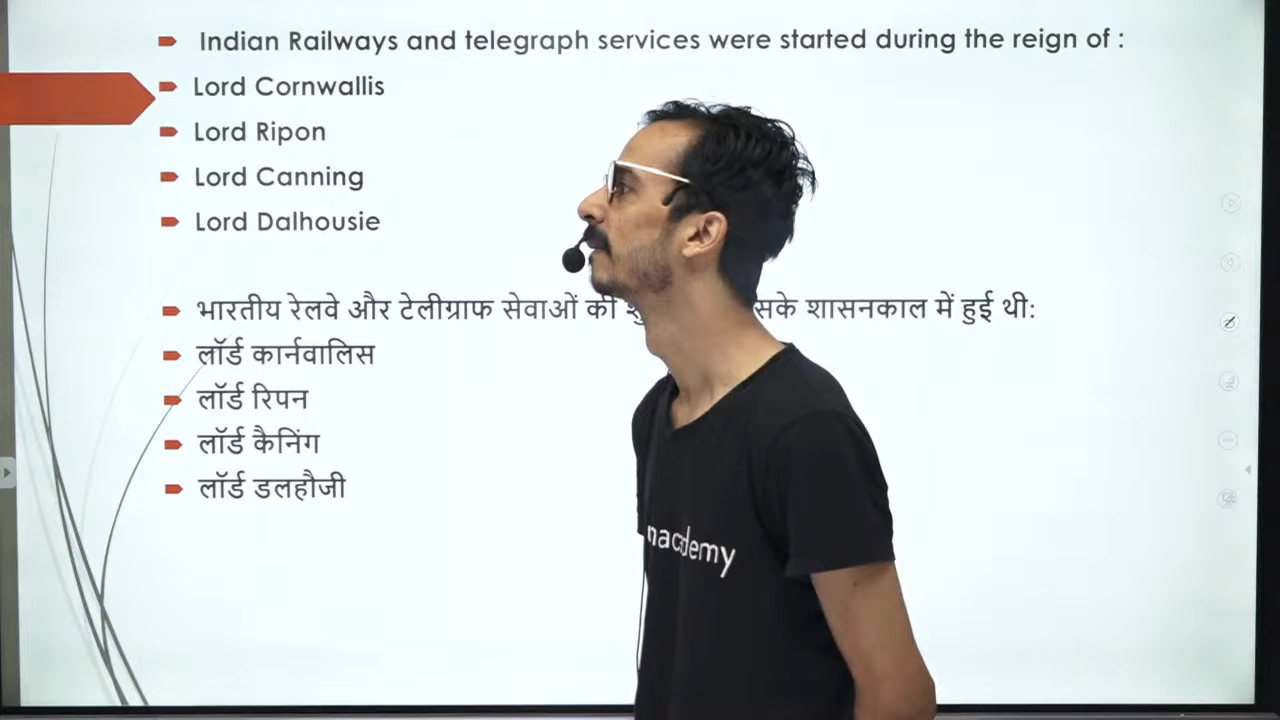 Indian Railways and telegraph services were started during the reign of :
Lord Cornwallis
Lord Ripon
Lord Canning
Lord Dalhousie
भारतीय रेलवे और टेलीग्राफ सेवाओं की शासनकाल में हुई थी:
लॉर्ड कार्नवालिस
लॉर्ड रिपन
लॉर्ड कैनिंग
लॉर्ड डलहौजी
nacademy